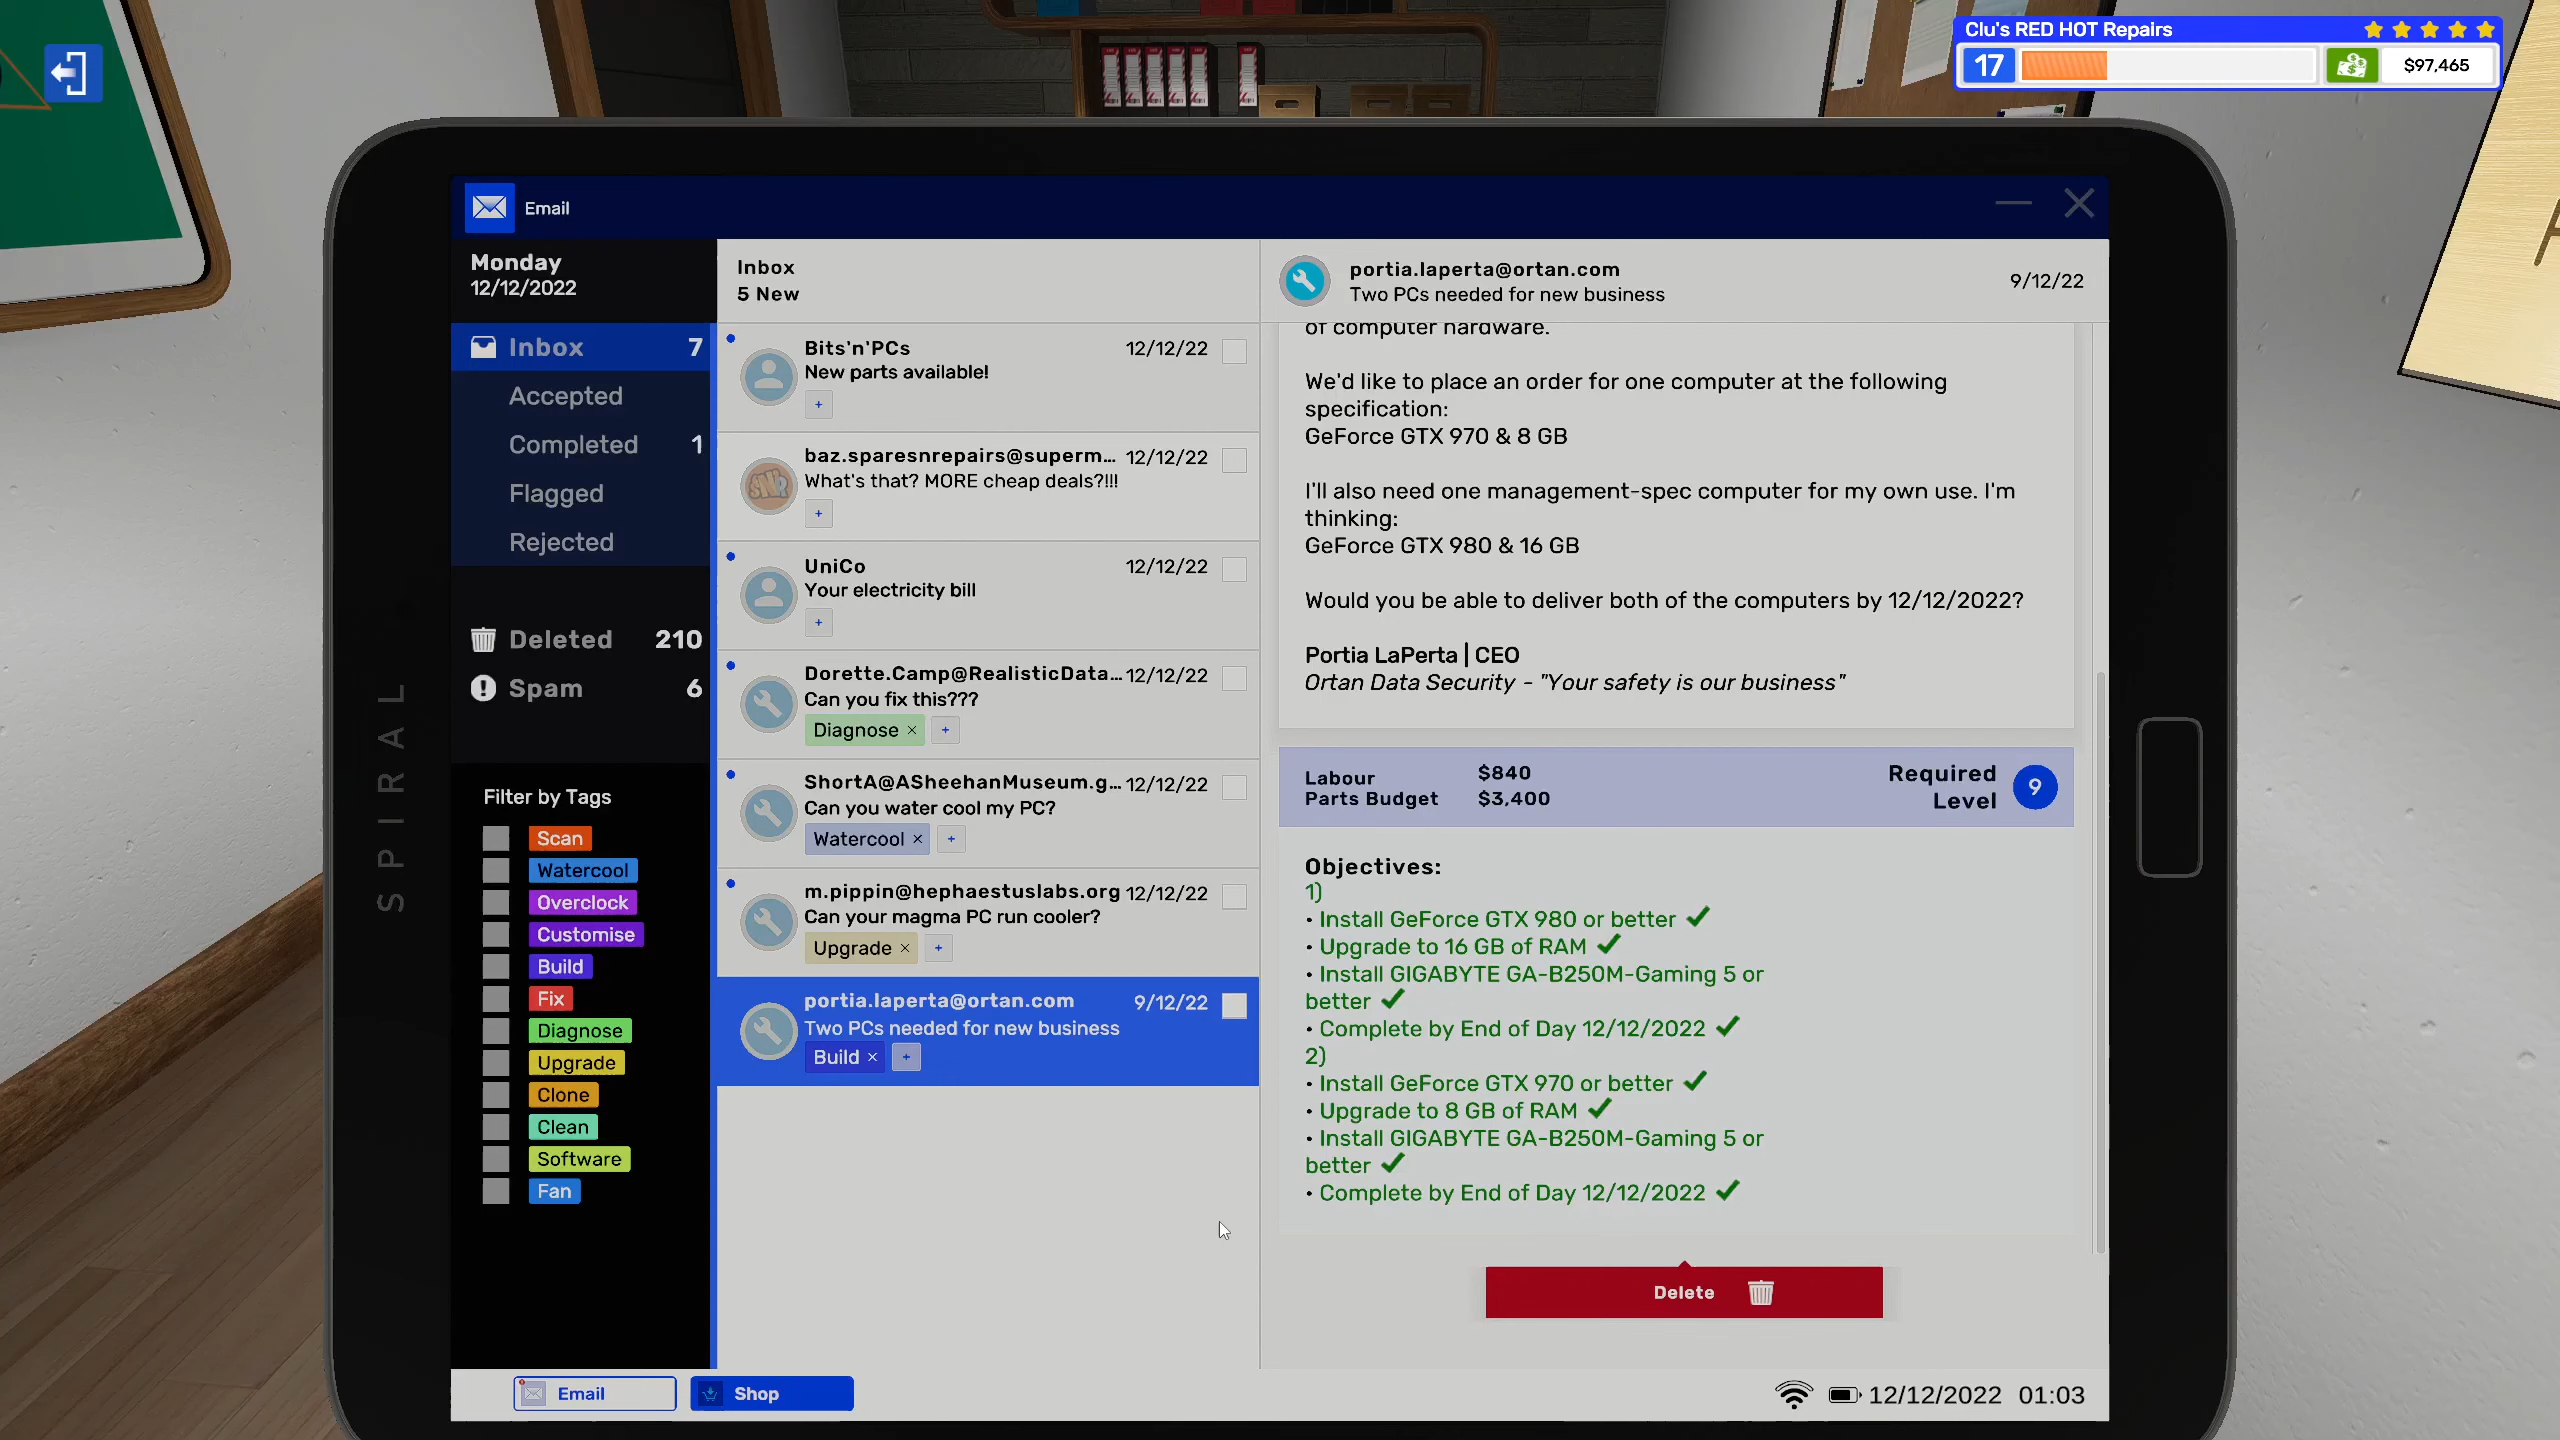 Clu's RED HOT Repairs
17
$97,465
SPIRAL
Email
Monday
12/12/2022
Inbox 7
Accepted
Completed 1
Flagged
Rejected
Deleted 210
Spam 6
Filter by Tags
Scan
Watercool
Overclock
Customise
Build
Fix
Diagnose
Upgrade
Clone
Clean
Software
Fan
Inbox
5 New
Bits'n'PCs 12/12/22
New parts available!
+
baz.sparesnrepairs@superm... 12/12/22
What's that? MORE cheap deals?!!!
+
UniCo 12/12/22
Your electricity bill
+
Dorette.Camp@RealisticData... 12/12/22
Can you fix this???
Diagnose × +
ShortA@ASheehanMuseum.g... 12/12/22
Can you water cool my PC?
Watercool × +
m.pippin@hephaestuslabs.org 12/12/22
Can your magma PC run cooler?
Upgrade × +
portia.laperta@ortan.com 9/12/22
Two PCs needed for new business
Build × +
portia.laperta@ortan.com 9/12/22
Two PCs needed for new business
of computer hardware.
We'd like to place an order for one computer at the following
specification:
GeForce GTX 970 & 8 GB
I'll also need one management-spec computer for my own use. I'm
thinking:
GeForce GTX 980 & 16 GB
Would you be able to deliver both of the computers by 12/12/2022?
Portia LaPerta | CEO
Ortan Data Security - "Your safety is our business"
Labour $840
Parts Budget $3,400
Required
Level 9
Objectives:
1)
• Install GeForce GTX 980 or better ✓
• Upgrade to 16 GB of RAM ✓
• Install GIGABYTE GA-B250M-Gaming 5 or
better ✓
• Complete by End of Day 12/12/2022 ✓
2)
• Install GeForce GTX 970 or better ✓
• Upgrade to 8 GB of RAM ✓
• Install GIGABYTE GA-B250M-Gaming 5 or
better ✓
• Complete by End of Day 12/12/2022 ✓
Delete
Email
Shop
12/12/2022 01:03